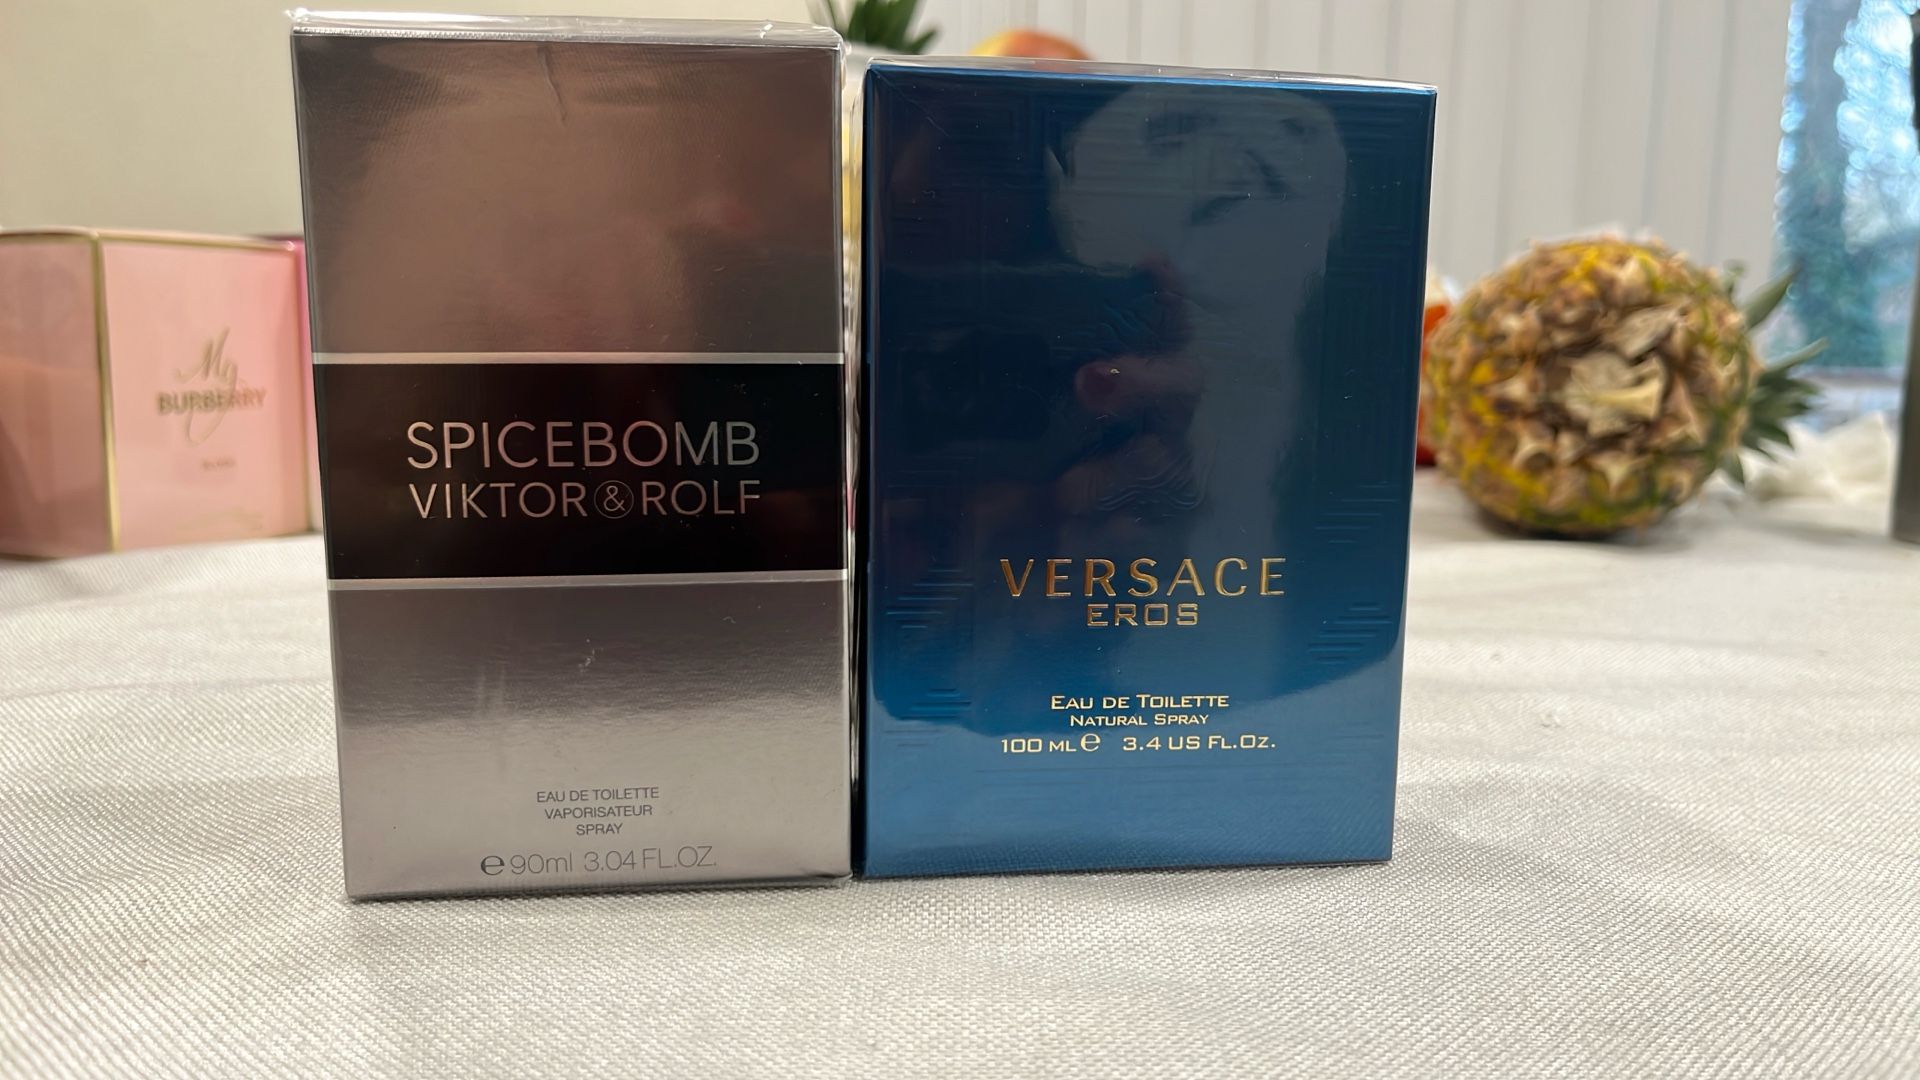 My
BURBERRY
SPICEBOMB
VIKTOR&ROLF
EAU DE TOILETTE
VAPORISATEUR
SPRAY
e 90ml 3.04 FL.OZ.
VERSACE
EROS
EAU DE TOILETTE
NATURAL SPRAY
100 ML e 3.4 US FL.OZ.